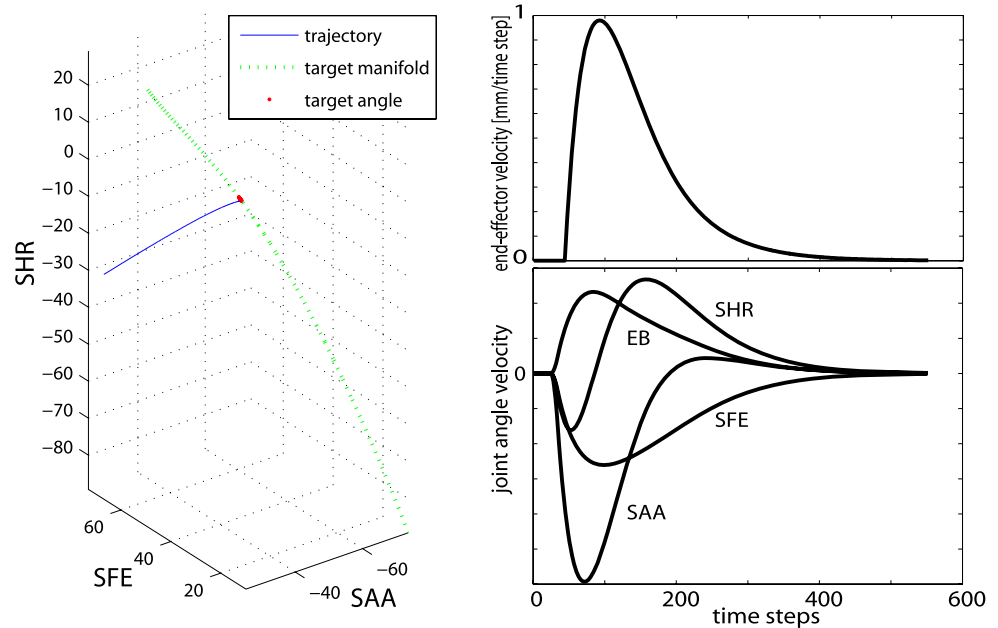 trajectory
target manifold
target angle
20
10
0
−10
−20
−30
−40
−50
−60
−70
−80
SHR
60
40
20
SFE
−40
−60
SAA
end-effector velocity [mm/time step]
1
0
joint angle velocity
0
SHR
EB
SFE
SAA
0
200
400
600
time steps